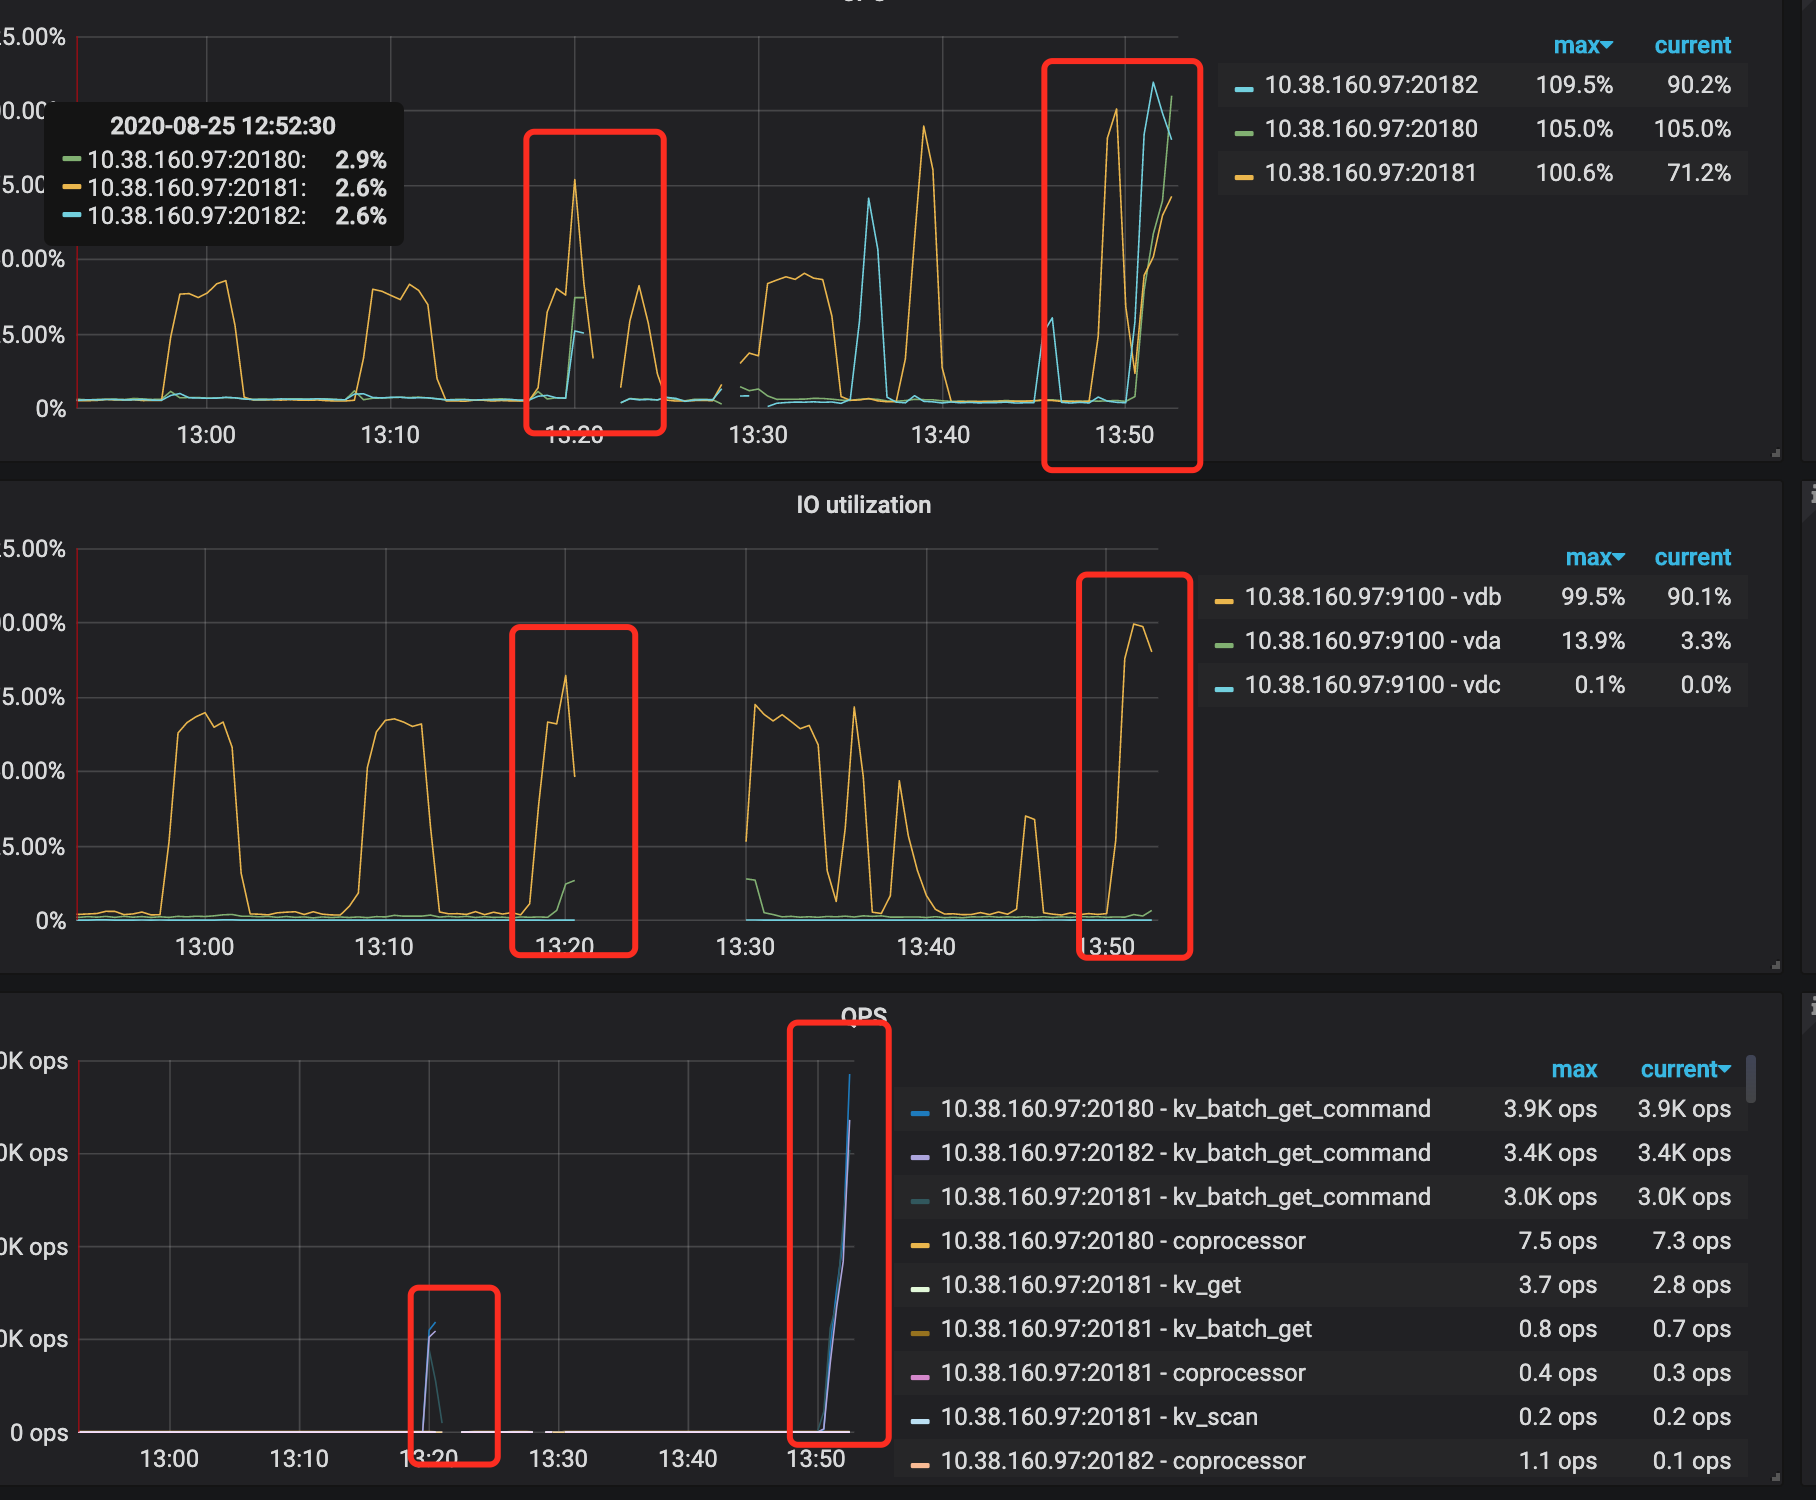 max current
5.00%
10.38.160.97:20182 109.5% 90.2%
2020-08-25 12:52:30
10.38.160.97:20180 105.0% 105.0%
10.38.160.97:20180: 2.9%
10.38.160.97:20181 100.6% 71.2%
10.38.160.97:20181: 2.6%
5.00
10.38.160.97:20182: 2.6%
0.00%
5.00%
0%
13:00 13:10 13:20 13:30 13:40 13:50
IO utilization
max current
5.00%
10.38.160.97:9100 - vdb 99.5% 90.1%
0.00%
10.38.160.97:9100 - vda 13.9% 3.3%
10.38.160.97:9100 - vdc 0.1% 0.0%
5.00%
0.00%
5.00%
0%
13:00 13:10 13:20 13:30 13:40 13:50
QPS
max current
0K ops
10.38.160.97:20180 - kv_batch_get_command 3.9K ops 3.9K ops
0K ops
10.38.160.97:20182 - kv_batch_get_command 3.4K ops 3.4K ops
10.38.160.97:20181 - kv_batch_get_command 3.0K ops 3.0K ops
0K ops
10.38.160.97:20180 - coprocessor 7.5 ops 7.3 ops
10.38.160.97:20181 - kv_get 3.7 ops 2.8 ops
0K ops
10.38.160.97:20181 - kv_batch_get 0.8 ops 0.7 ops
10.38.160.97:20181 - coprocessor 0.4 ops 0.3 ops
0 ops
10.38.160.97:20181 - kv_scan 0.2 ops 0.2 ops
10.38.160.97:20182 - coprocessor 1.1 ops 0.1 ops
13:00 13:10 13:20 13:30 13:40 13:50